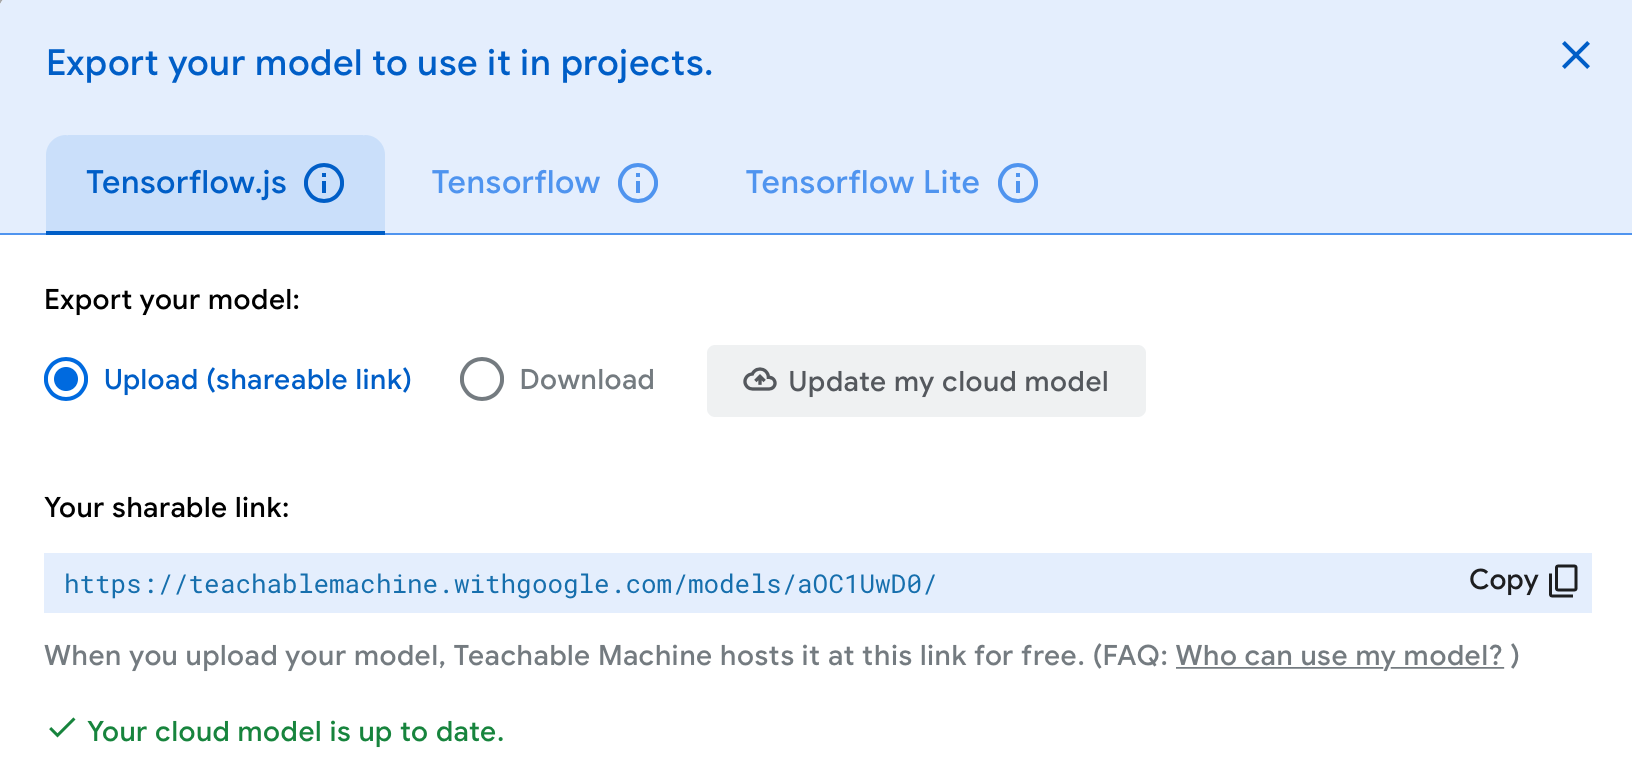 Export your model to use it in projects.
Tensorflow.js Tensorflow Tensorflow Lite
Export your model:
Upload (shareable link) Download Update my cloud model
Your sharable link:
https://teachablemachine.withgoogle.com/models/aOC1UwD0/ Copy
When you upload your model, Teachable Machine hosts it at this link for free. (FAQ: Who can use my model? )
Your cloud model is up to date.